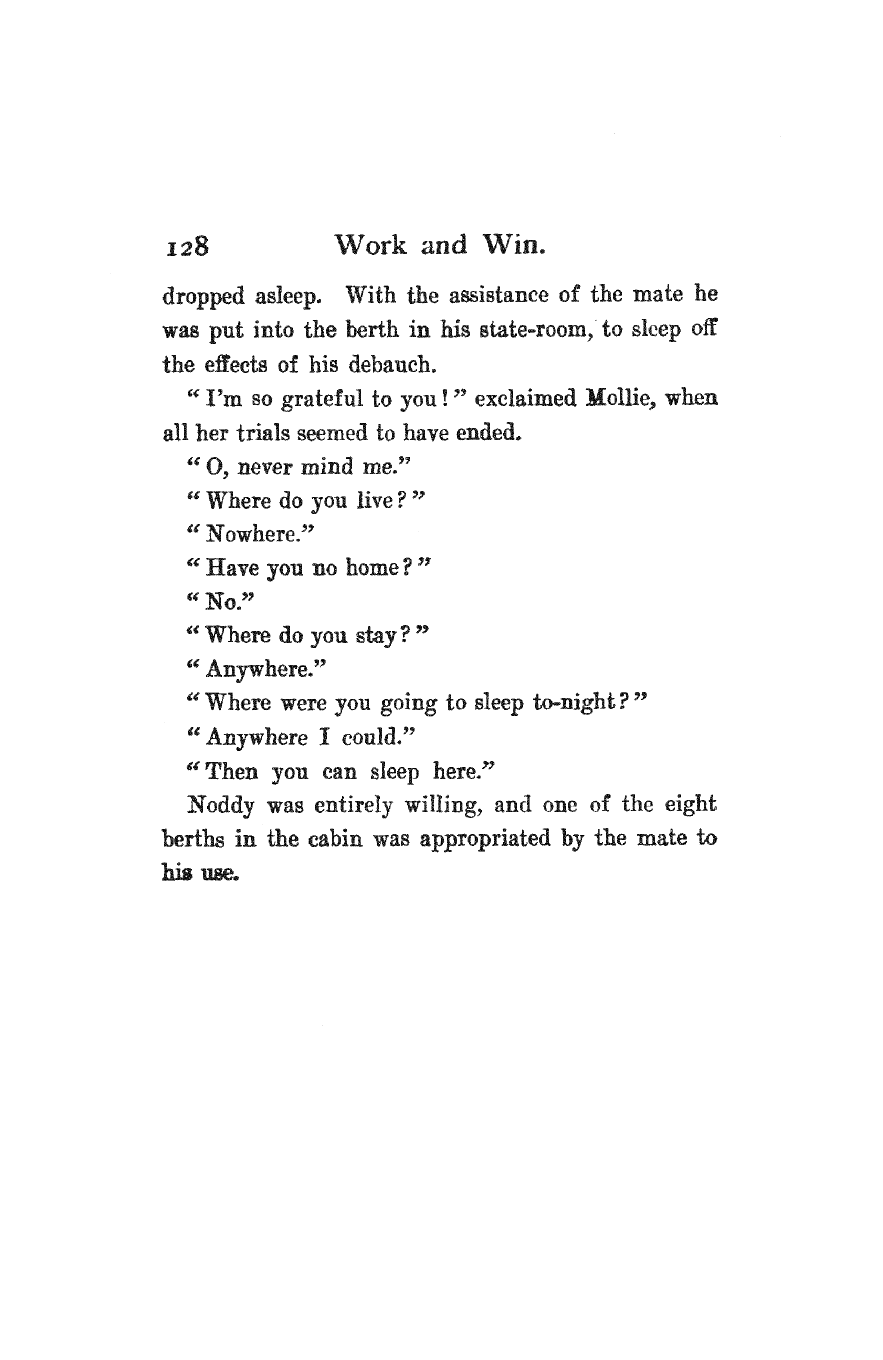 128 Work and Win.
dropped asleep. With the assistance of the mate he
was put into the berth in his state-room, to sleep off
the effects of his debauch.
“I’m so grateful to you!” exclaimed Mollie, when
all her trials seemed to have ended.
“O, never mind me.”
“Where do you live?”
“Nowhere.”
“Have you no home?”
“No.”
“Where do you stay?”
“Anywhere.”
“Where were you going to sleep to-night?”
“Anywhere I could.”
“Then you can sleep here.”
Noddy was entirely willing, and one of the eight
berths in the cabin was appropriated by the mate to
his use.